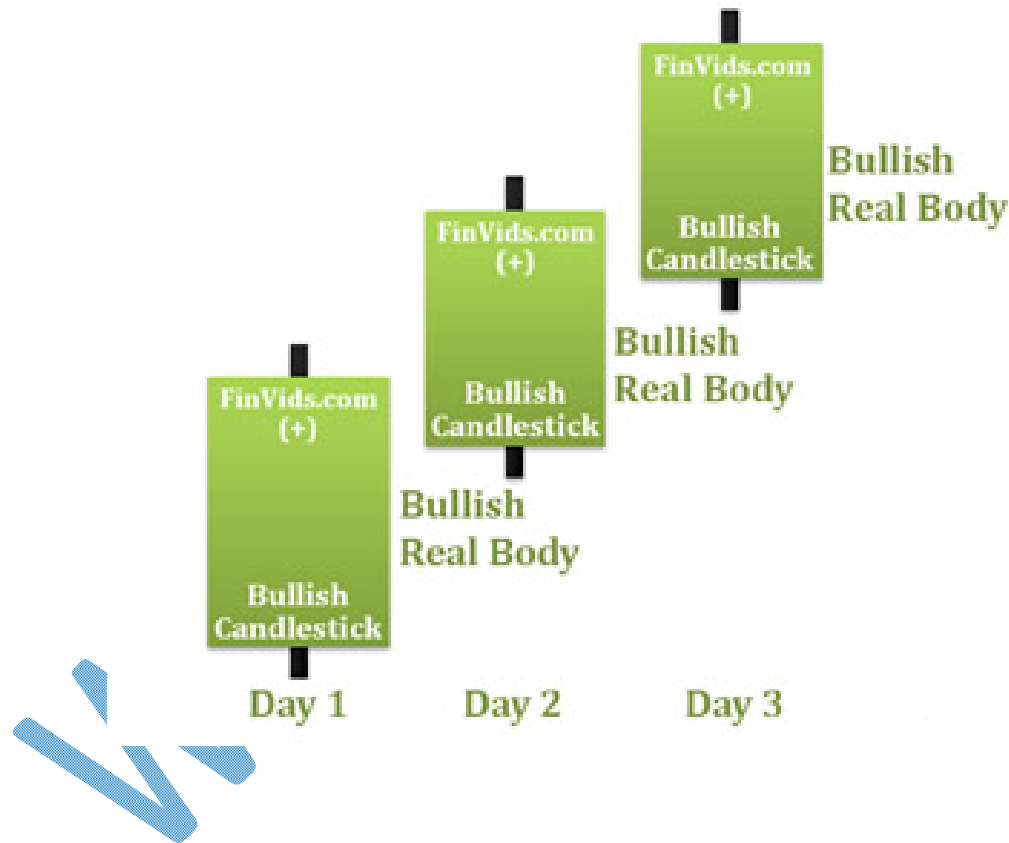 FinVids.com
(+)
Bullish
Candlestick
Bullish
Real Body
FinVids.com
(+)
Bullish
Candlestick
Bullish
Real Body
FinVids.com
(+)
Bullish
Candlestick
Bullish
Real Body
Day 1
Day 2
Day 3